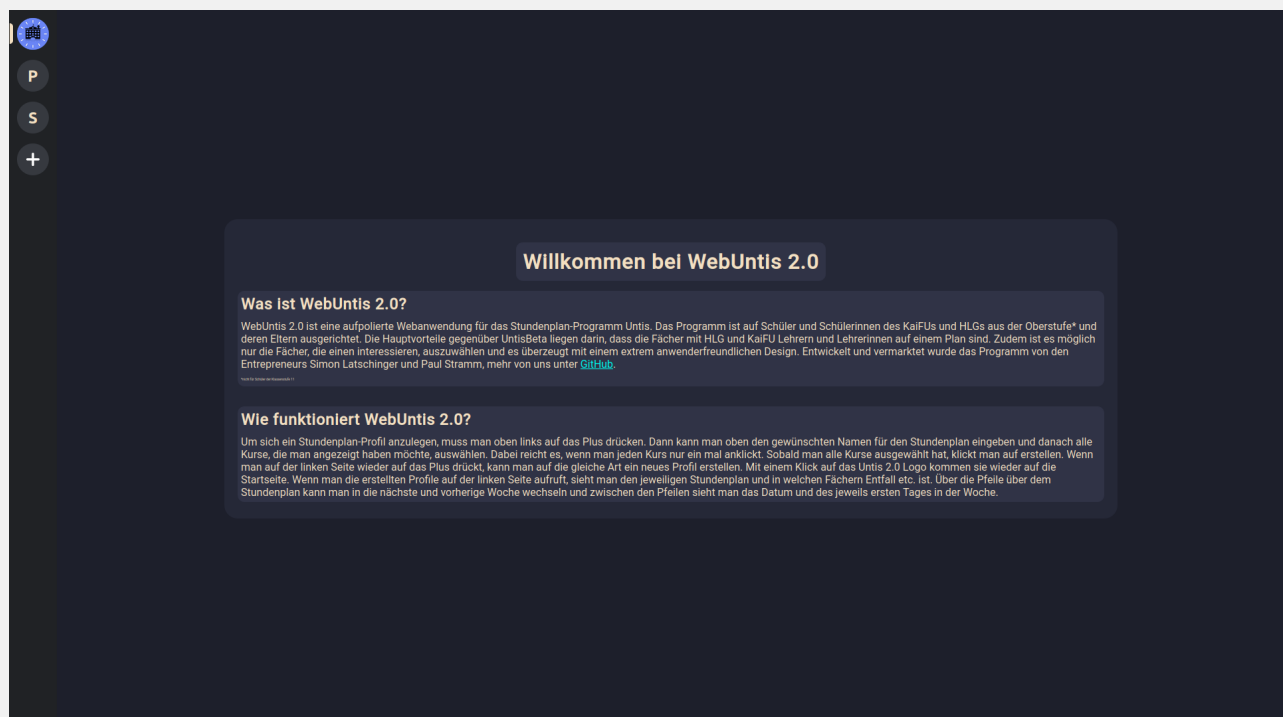 P
S
+
Willkommen bei WebUntis 2.0
Was ist WebUntis 2.0?
WebUntis 2.0 ist eine aufpolierte Webanwendung für das Stundenplan-Programm Untis. Das Programm ist auf Schüler und Schülerinnen des KaiFUs und HLGs aus der Oberstufe* und
deren Eltern ausgerichtet. Die Hauptvorteile gegenüber UntisBeta liegen darin, dass die Fächer mit HLG und KaiFU Lehrern und Lehrerinnen auf einem Plan sind. Zudem ist es möglich
nur die Fächer, die einen interessieren, auszuwählen und es überzeugt mit einem extrem anwenderfreundlichen Design. Entwickelt und vermarktet wurde das Programm von den
Entrepreneurs Simon Latschinger und Paul Stramm, mehr von uns unter GitHub.
Wie funktioniert WebUntis 2.0?
Um sich ein Stundenplan-Profil anzulegen, muss man oben links auf das Plus drücken. Dann kann man oben den gewünschten Namen für den Stundenplan eingeben und danach alle
Kurse, die man angezeigt haben möchte, auswählen. Dabei reicht es, wenn man jeden Kurs nur ein mal anklickt. Sobald man alle Kurse ausgewählt hat, klickt man auf erstellen. Wenn
man auf der linken Seite wieder auf das Plus drückt, kann man auf die gleiche Art ein neues Profil erstellen. Mit einem Klick auf das Untis 2.0 Logo kommen sie wieder auf die
Startseite. Wenn man die erstellten Profile auf der linken Seite aufruft, sieht man den jeweiligen Stundenplan und in welchen Fächern Entfall etc. ist. Über die Pfeile über dem
Stundenplan kann man in die nächste und vorherige Woche wechseln und zwischen den Pfeilen sieht man das Datum und des jeweils ersten Tages in der Woche.